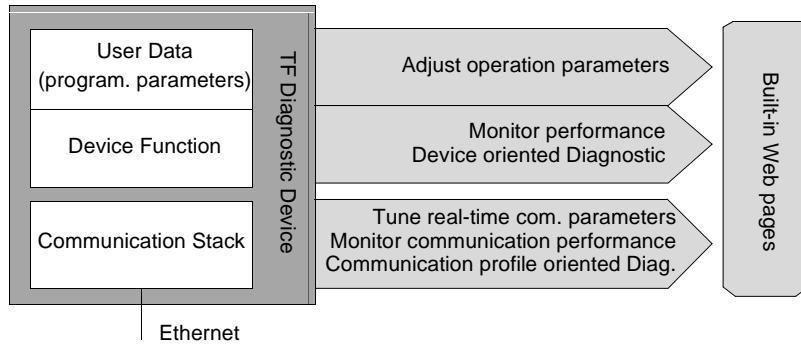 User Data
(program. parameters)
Device Function
Communication Stack
TF Diagnostic Device
Adjust operation parameters
Monitor performance
Device oriented Diagnostic
Tune real-time com. parameters
Monitor communication performance
Communication profile oriented Diag.
Built-in Web pages
Ethernet